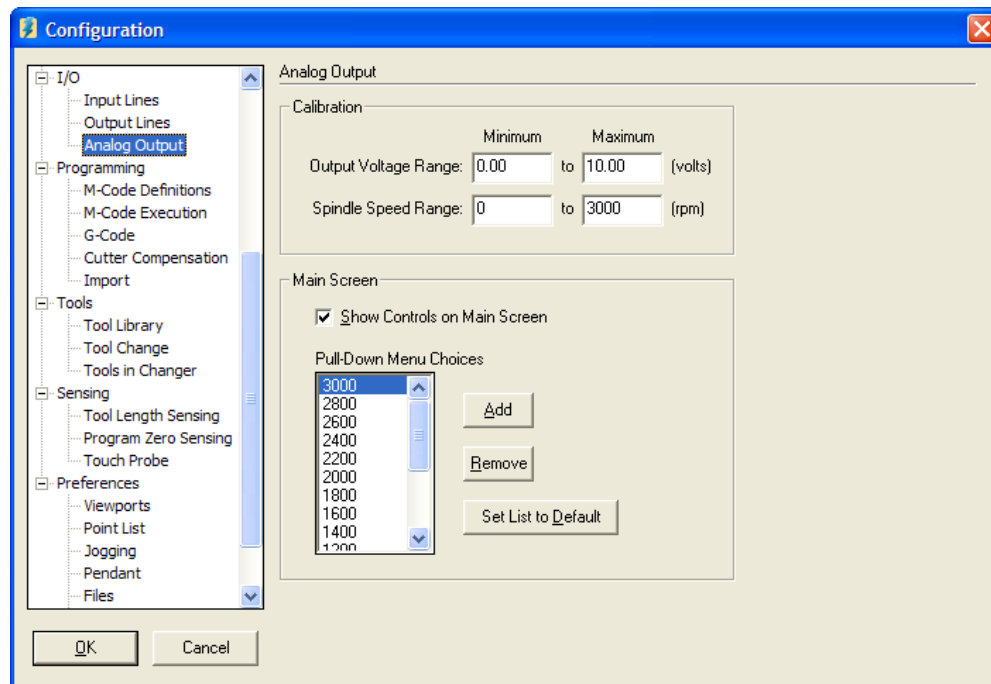 Configuration
I/O
Input Lines
Output Lines
Analog Output
Programming
M-Code Definitions
M-Code Execution
G-Code
Cutter Compensation
Import
Tools
Tool Library
Tool Change
Tools in Changer
Sensing
Tool Length Sensing
Program Zero Sensing
Touch Probe
Preferences
Viewports
Point List
Jogging
Pendant
Files
OK
Cancel
Analog Output
Calibration
Minimum Maximum
Output Voltage Range: 0.00 to 10.00 (volts)
Spindle Speed Range: 0 to 3000 (rpm)
Main Screen
Show Controls on Main Screen
Pull-Down Menu Choices
3000
2800
2600
2400
2200
2000
1800
1600
1400
1200
Add
Remove
Set List to Default